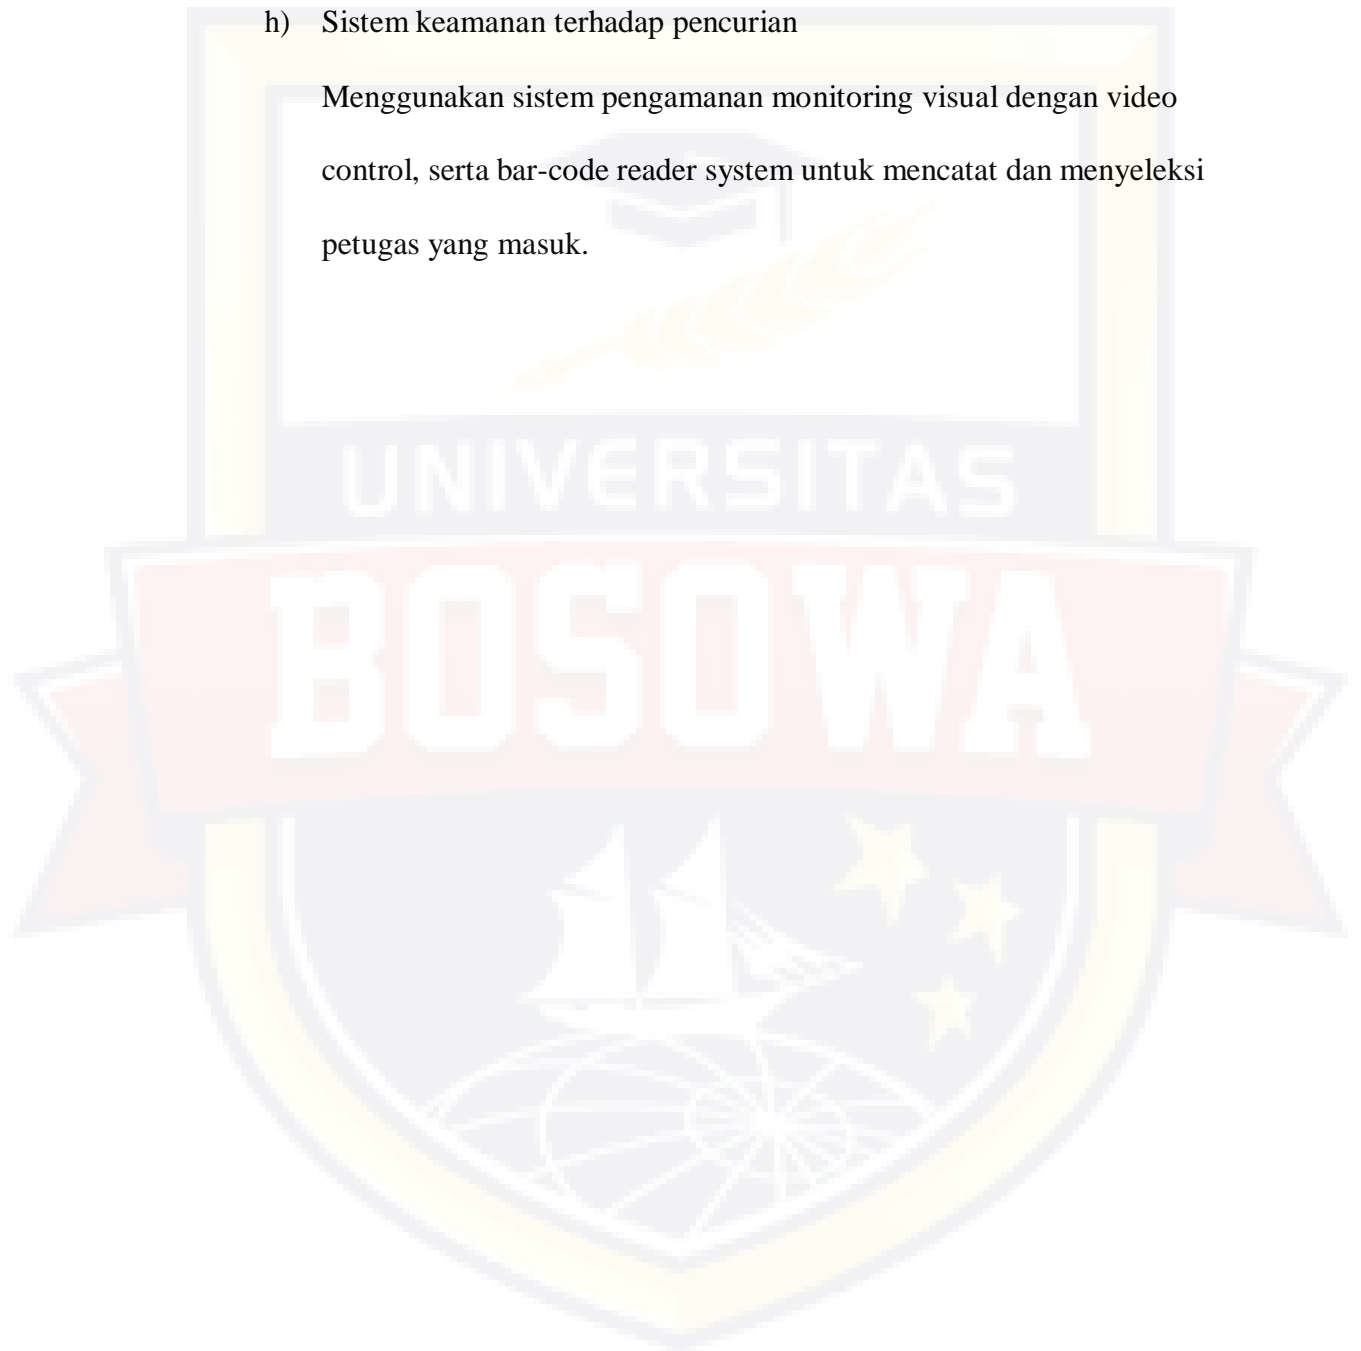 h) Sistem keamanan terhadap pencurian
Menggunakan sistem pengamanan monitoring visual dengan video
control, serta bar-code reader system untuk mencatat dan menyeleksi
petugas yang masuk.
UNIVERSITAS
BOSOWA